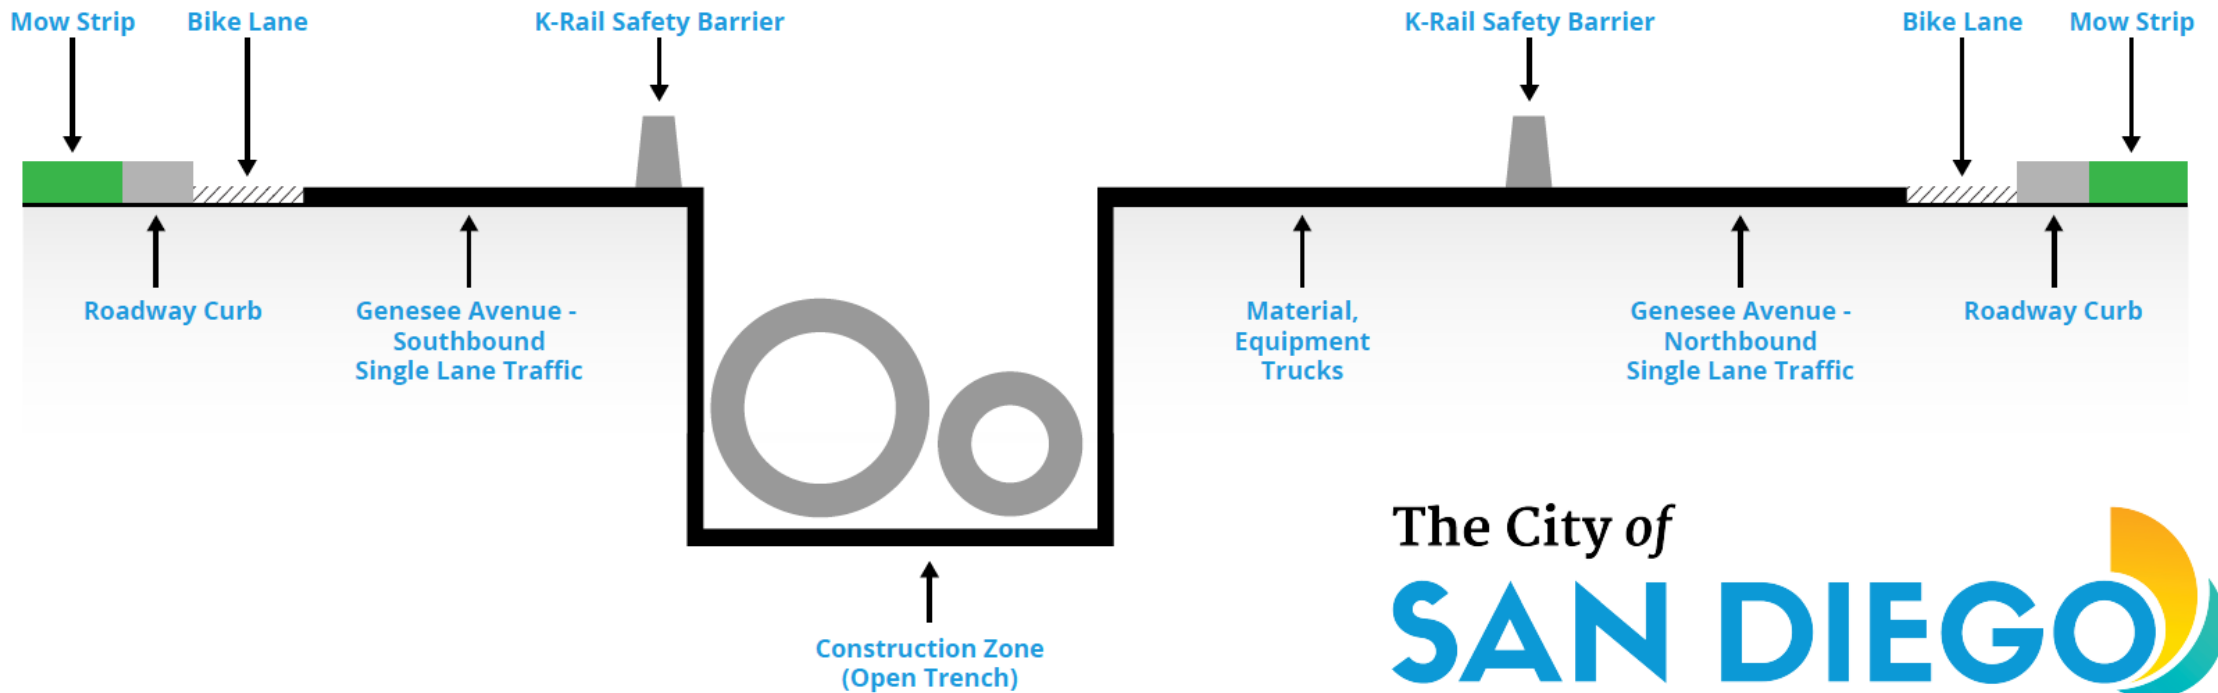 Mow Strip
Bike Lane
K-Rail Safety Barrier
K-Rail Safety Barrier
Bike Lane
Mow Strip
Roadway Curb
Genesee Avenue -
Southbound
Single Lane Traffic
Material,
Equipment
Trucks
Genesee Avenue -
Northbound
Single Lane Traffic
Roadway Curb
Construction Zone
(Open Trench)
The City of
SAN DIEGO